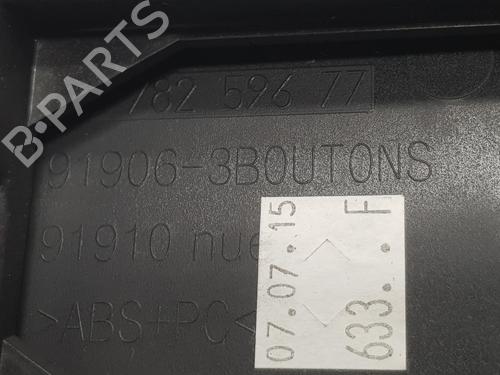 782 596 77
91906-3BOUTONS
91910 nue
>ABS+PC<
07.07.15
633..F
B-PARTS